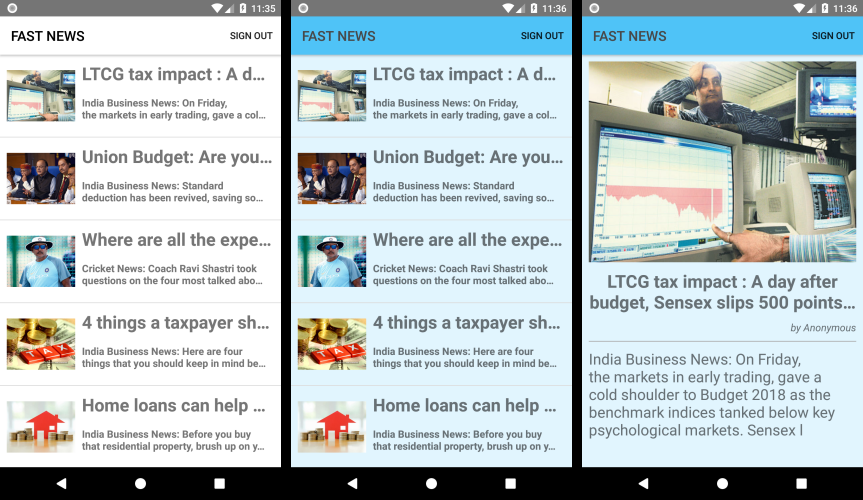 11:35
FAST NEWS SIGN OUT
LTCG tax impact : A d...
India Business News: On Friday,
the markets in early trading, gave a col...
Union Budget: Are you...
India Business News: Standard
deduction has been revived, saving so...
Where are all the expe...
Cricket News: Coach Ravi Shastri took
questions on the four most talked abo...
4 things a taxpayer sh...
TAX
India Business News: Here are four
things that you should keep in mind be...
Home loans can help ...
India Business News: Before you buy
that residential property, brush up on y...
11:36
FAST NEWS SIGN OUT
LTCG tax impact : A d...
India Business News: On Friday,
the markets in early trading, gave a col...
Union Budget: Are you...
India Business News: Standard
deduction has been revived, saving so...
Where are all the expe...
Cricket News: Coach Ravi Shastri took
questions on the four most talked abo...
4 things a taxpayer sh...
TAX
India Business News: Here are four
things that you should keep in mind be...
Home loans can help ...
India Business News: Before you buy
that residential property, brush up on y...
11:36
FAST NEWS SIGN OUT
LTCG tax impact : A day after
budget, Sensex slips 500 points...
by Anonymous
India Business News: On Friday,
the markets in early trading, gave a
cold shoulder to Budget 2018 as the
benchmark indices tanked below key
psychological markets. Sensex l